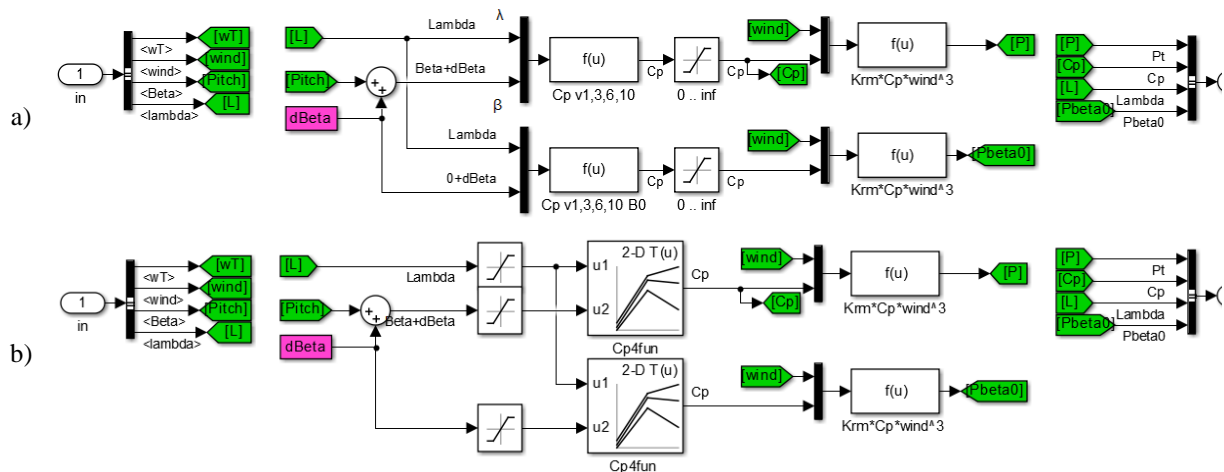 a)
1
in
<wT>
<wind>
<Beta>
<lambda>
[wT]
[wind]
[Pitch]
[L]
[L]
[Pitch]
dBeta
+
+
Lambda
λ
Beta+dBeta
β
Lambda
0+dBeta
f(u)
Cp v1,3,6,10
Cp
0 .. inf
Cp
[Cp]
[wind]
f(u)
Krm*Cp*wind^3
[P]
f(u)
Cp v1,3,6,10 B0
Cp
0 .. inf
Cp
[wind]
f(u)
Krm*Cp*wind^3
[Pbeta0]
[P]
[Cp]
[L]
[Pbeta0]
Pt
Cp
Lambda
Pbeta0
b)
1
in
<wT>
<wind>
<Beta>
<lambda>
[wT]
[wind]
[Pitch]
[L]
[L]
[Pitch]
dBeta
+
+
Lambda
Beta+dBeta
2-D T(u)
u1
u2
Cp4fun
Cp
[Cp]
[wind]
f(u)
Krm*Cp*wind^3
[P]
2-D T(u)
u1
u2
Cp4fun
Cp
[wind]
f(u)
Krm*Cp*wind^3
[Pbeta0]
[P]
[Cp]
[L]
[Pbeta0]
Pt
Cp
Lambda
Pbeta0